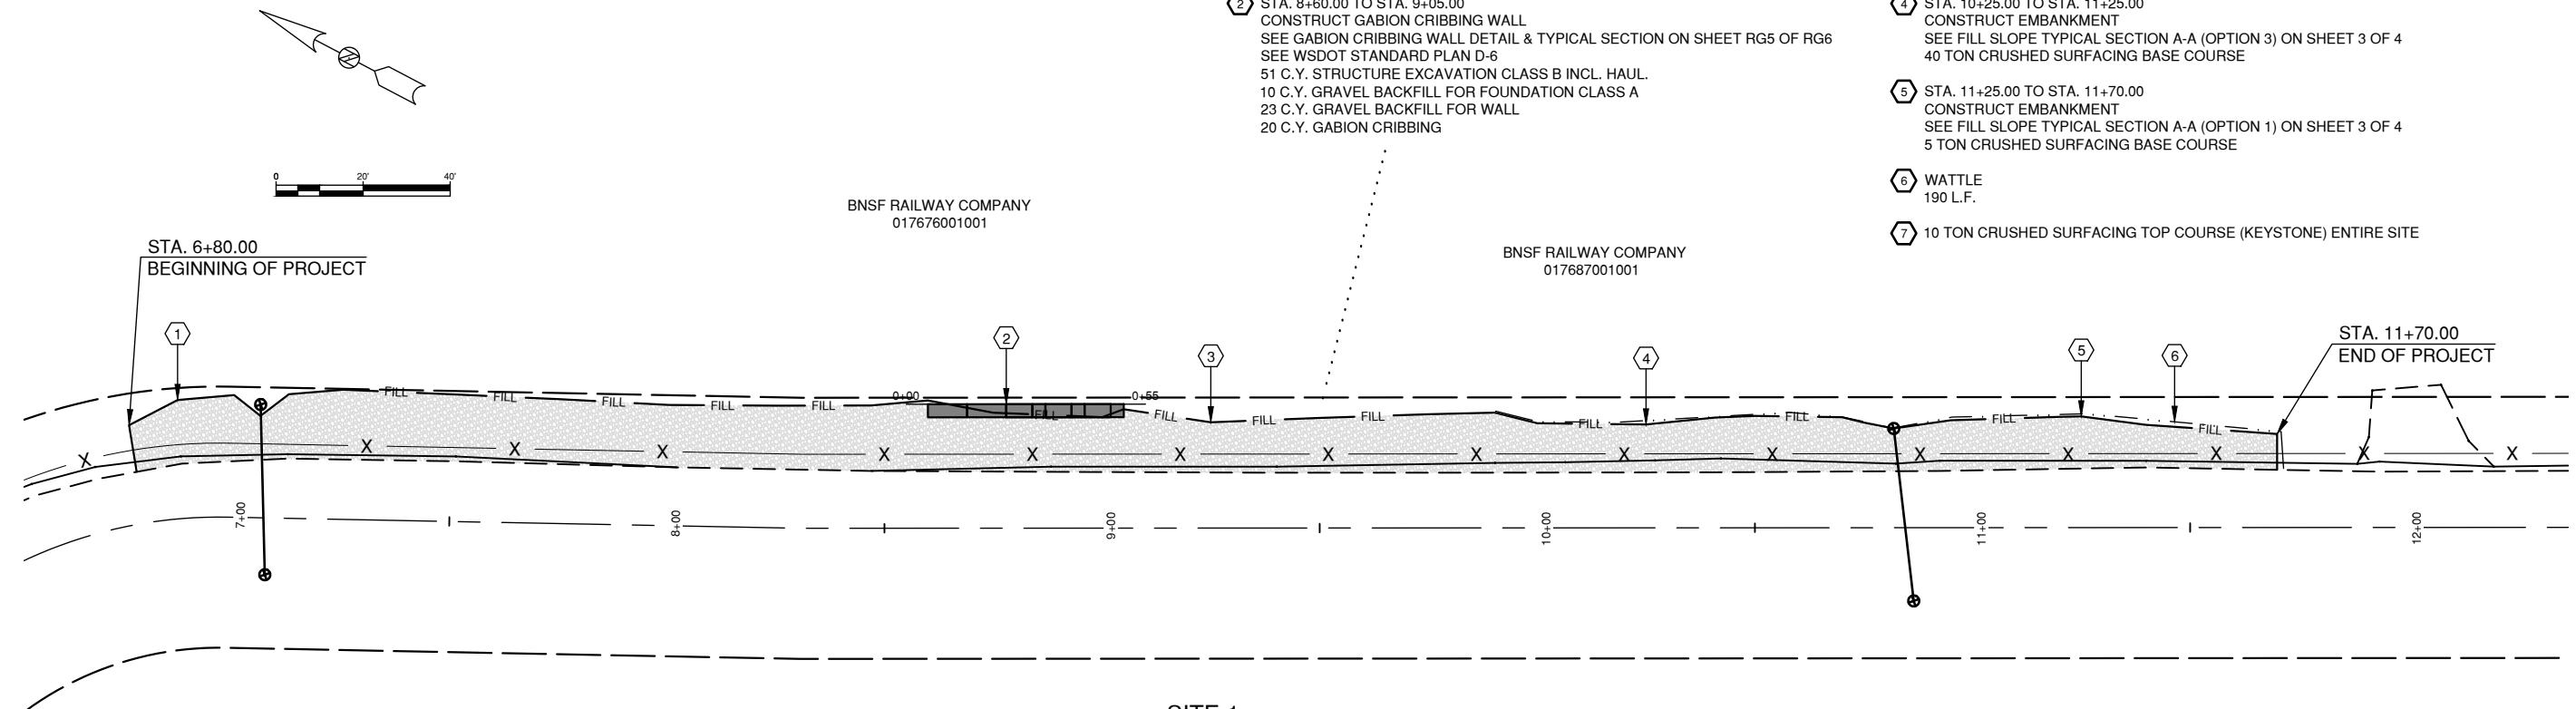 2 STA. 8+60.00 TO STA. 9+05.00
CONSTRUCT GABION CRIBBING WALL
SEE GABION CRIBBING WALL DETAIL & TYPICAL SECTION ON SHEET RG5 OF RG6
SEE WSDOT STANDARD PLAN D-6
51 C.Y. STRUCTURE EXCAVATION CLASS B INCL. HAUL.
10 C.Y. GRAVEL BACKFILL FOR FOUNDATION CLASS A
23 C.Y. GRAVEL BACKFILL FOR WALL
20 C.Y. GABION CRIBBING
4 STA. 10+25.00 TO STA. 11+25.00
CONSTRUCT EMBANKMENT
SEE FILL SLOPE TYPICAL SECTION A-A (OPTION 3) ON SHEET 3 OF 4
40 TON CRUSHED SURFACING BASE COURSE
5 STA. 11+25.00 TO STA. 11+70.00
CONSTRUCT EMBANKMENT
SEE FILL SLOPE TYPICAL SECTION A-A (OPTION 1) ON SHEET 3 OF 4
5 TON CRUSHED SURFACING BASE COURSE
6 WATTLE
190 L.F.
7 10 TON CRUSHED SURFACING TOP COURSE (KEYSTONE) ENTIRE SITE
0 20' 40'
BNSF RAILWAY COMPANY
017676001001
BNSF RAILWAY COMPANY
017687001001
STA. 6+80.00
BEGINNING OF PROJECT
STA. 11+70.00
END OF PROJECT
1 2 3 4 5 6
0+00 0+55
FILL FILL FILL FILL FILL FILL FILL FILL FILL FILL FILL FILL FILL
X X X X X X X X X X X X X X X X X
7+00 8+00 9+00 10+00 11+00 12+00